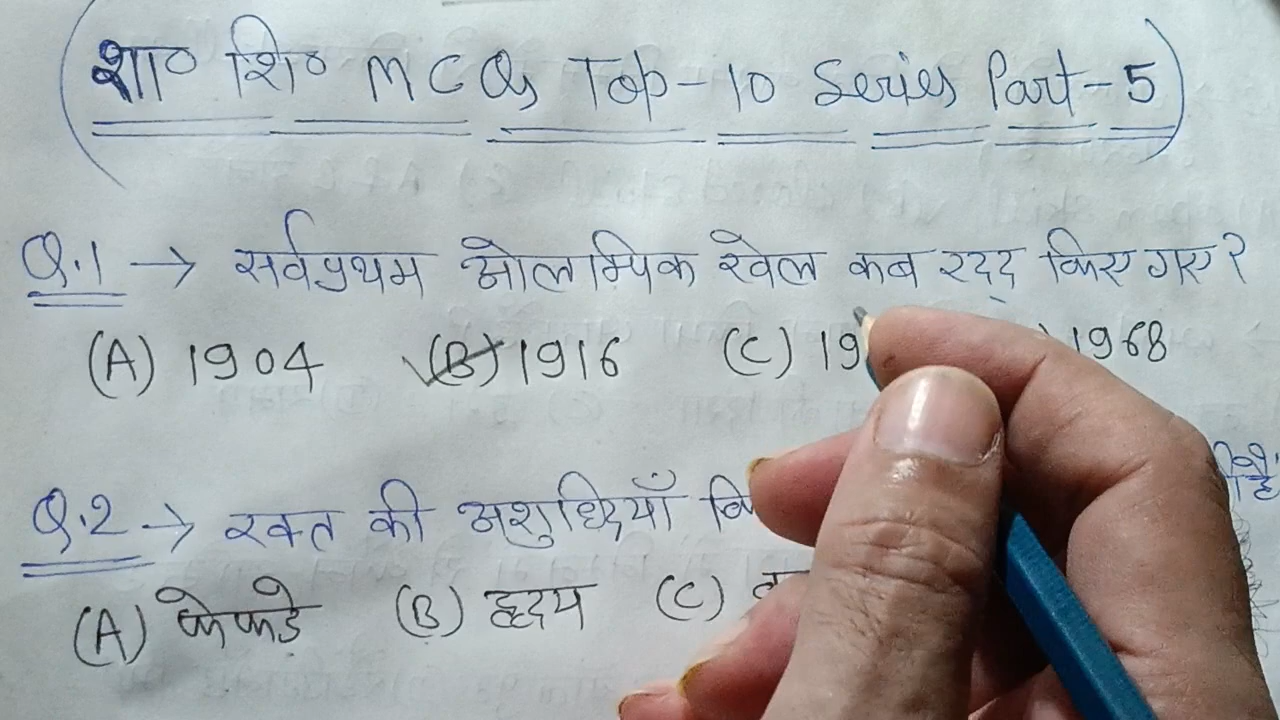 शा० शि० MCQs Top-10 Series Part-5
Q.1 → सर्वप्रथम ओलम्पिक खेल कब रदद् किए गए?
(A) 1904 (B) 1916 (C) 19 ) 1968
Q.2 → रक्त की अशुध्दियाँ
(A) फेफड़े (B) हृदय (C)